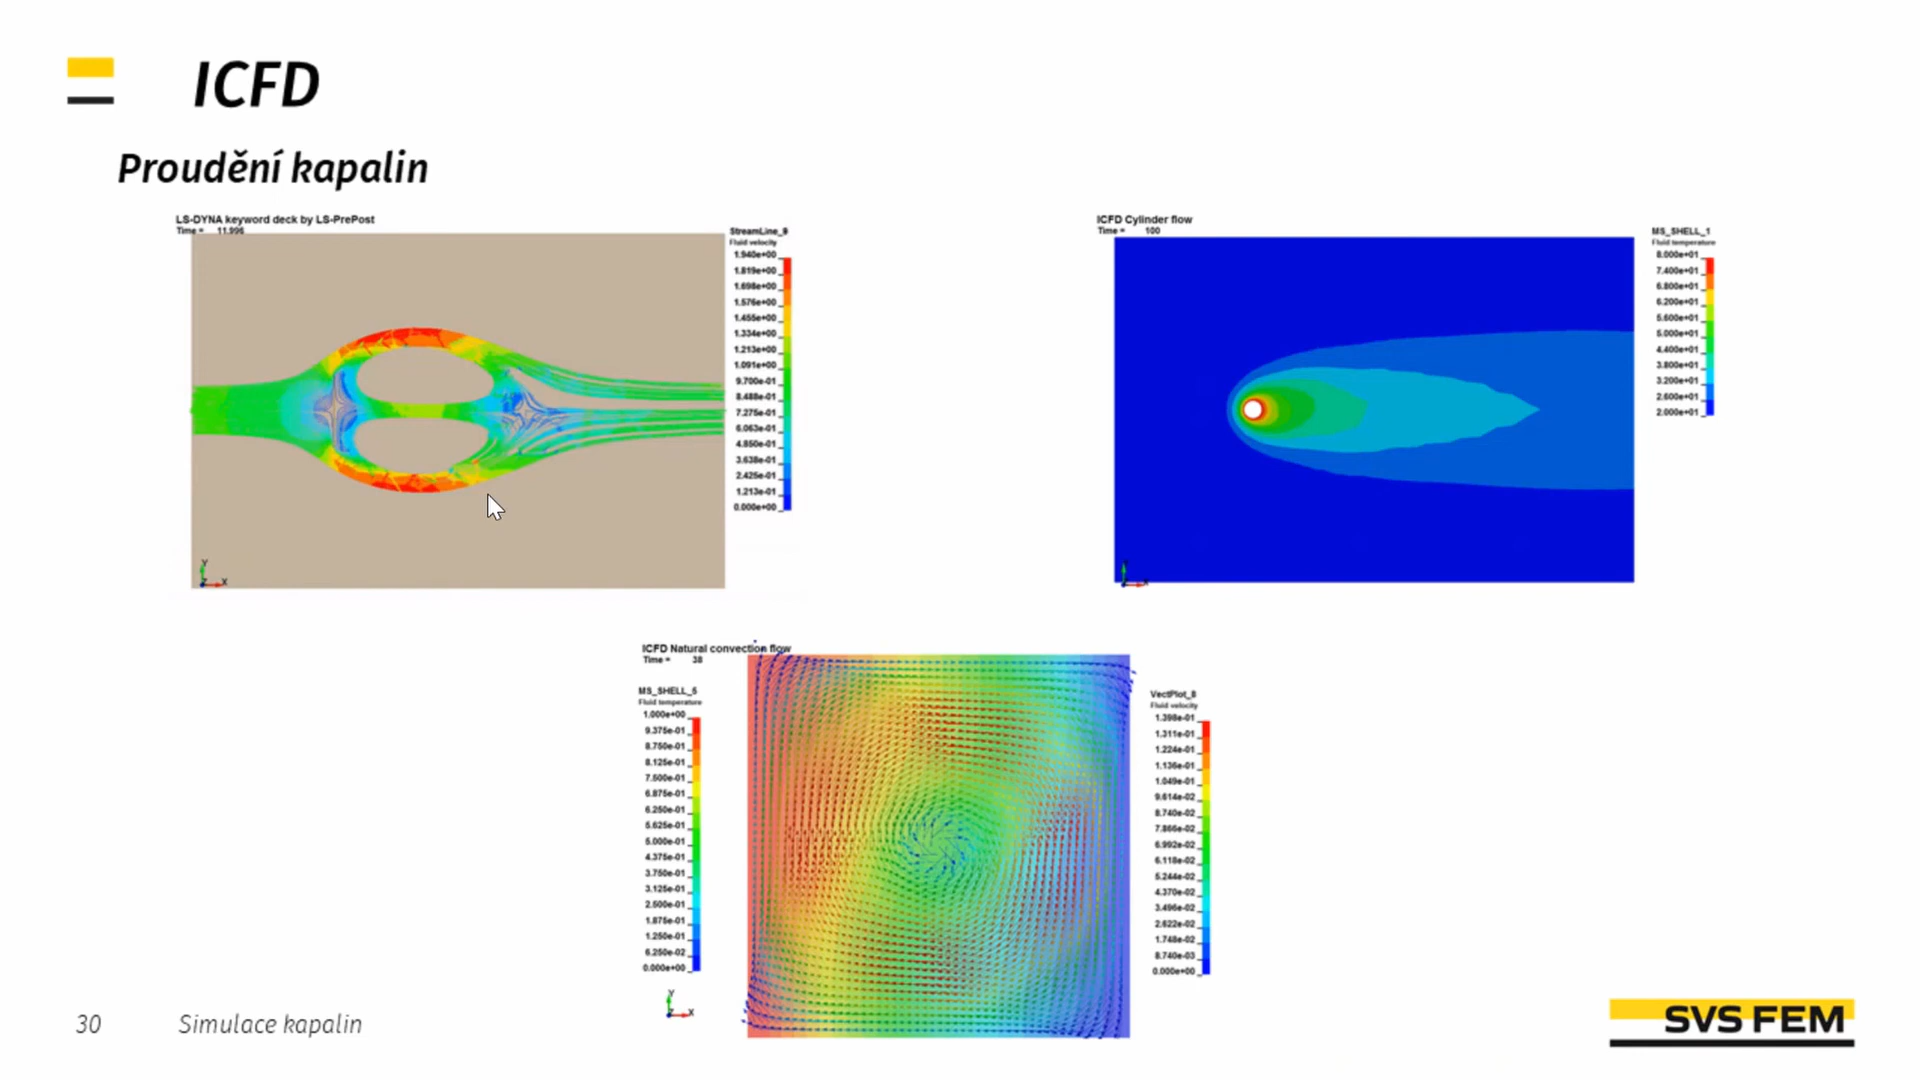 ICFD
Proudění kapalin
LS-DYNA keyword deck by LS-PrePost
Time = 11.996
StreamLine_9
Fluid velocity
1.940e+00
1.819e+00
1.698e+00
1.576e+00
1.455e+00
1.334e+00
1.213e+00
1.091e+00
9.700e-01
8.488e-01
7.275e-01
6.063e-01
4.850e-01
3.638e-01
2.425e-01
1.213e-01
0.000e+00
Y
Z X
ICFD Cylinder flow
Time = 100
MS_SHELL_1
Fluid temperature
8.000e+01
7.400e+01
6.800e+01
6.200e+01
5.600e+01
5.000e+01
4.400e+01
3.800e+01
3.200e+01
2.600e+01
2.000e+01
ICFD Natural convection flow
Time = 38
MS_SHELL_5
Fluid temperature
1.000e+00
9.375e-01
8.750e-01
8.125e-01
7.500e-01
6.875e-01
6.250e-01
5.625e-01
5.000e-01
4.375e-01
3.750e-01
3.125e-01
2.500e-01
1.875e-01
1.250e-01
6.250e-02
0.000e+00
Y
X
VectPlot_8
Fluid velocity
1.398e-01
1.311e-01
1.224e-01
1.136e-01
1.049e-01
9.614e-02
8.740e-02
7.866e-02
6.992e-02
6.118e-02
5.244e-02
4.370e-02
3.496e-02
2.622e-02
1.748e-02
8.740e-03
0.000e+00
30 Simulace kapalin
SVS FEM